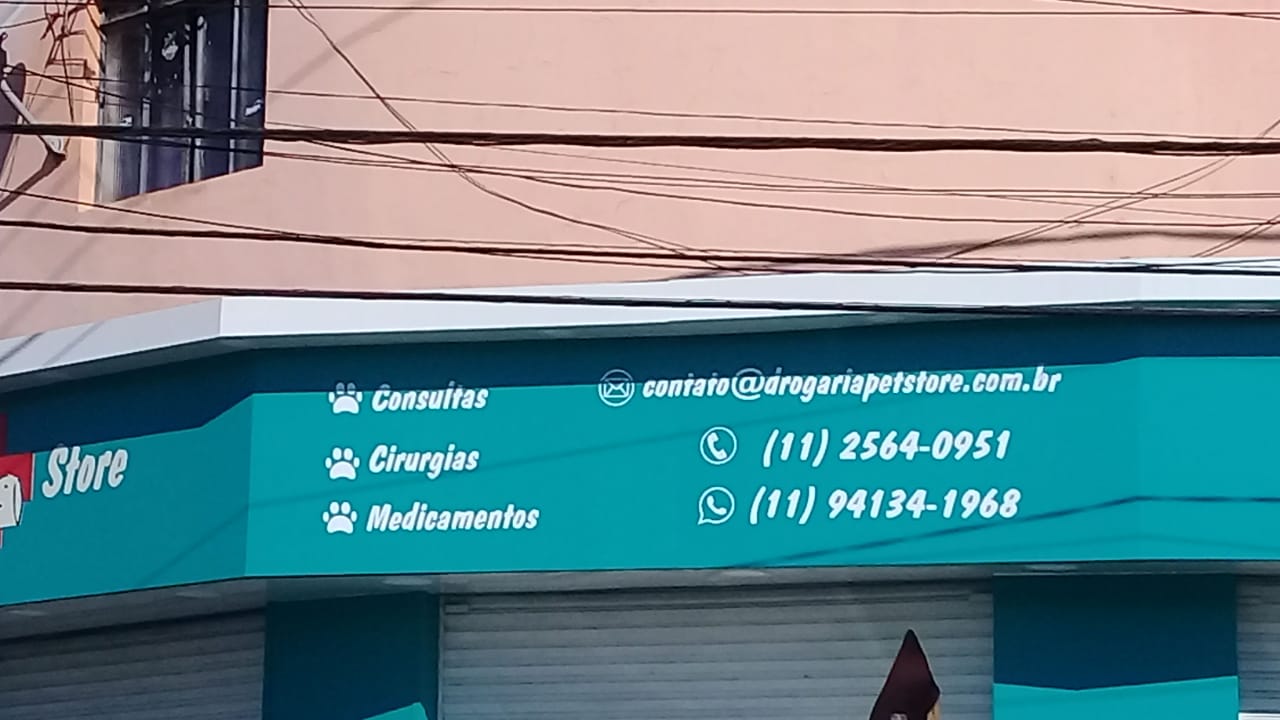 Store
Consultas
Cirurgias
Medicamentos
contato@drogariapetstore.com.br
(11) 2564-0951
(11) 94134-1968